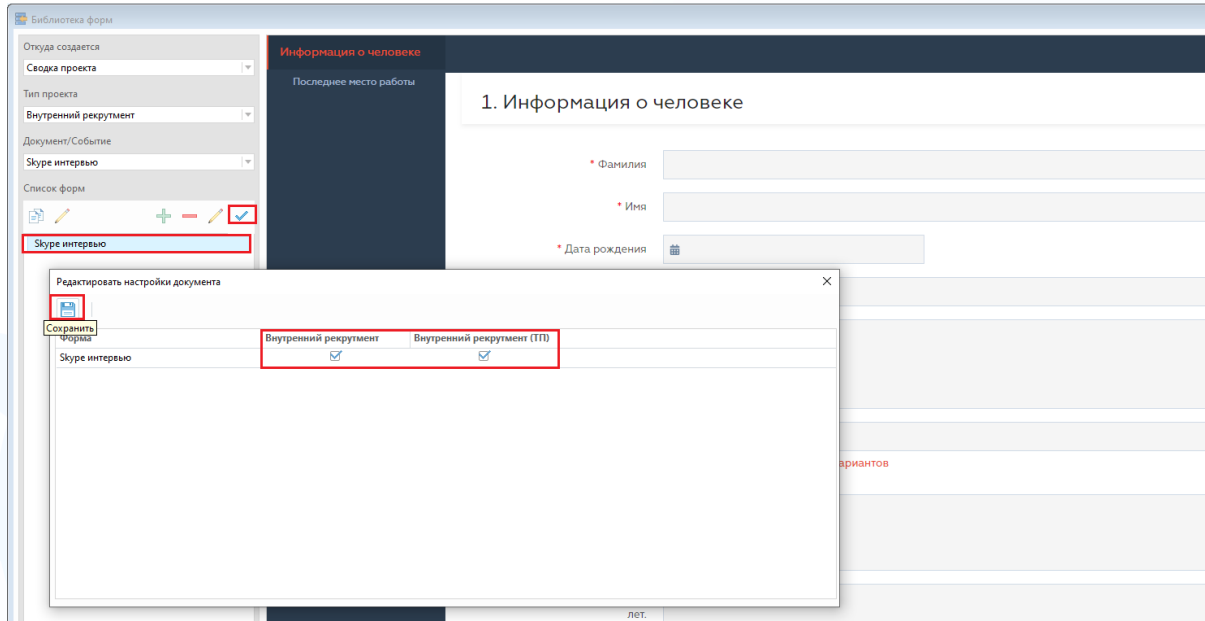 Библиотека форм
Откуда создается
Сводка проекта
Тип проекта
Внутренний рекрутмент
Документ/Событие
Skype интервью
Список форм
Skype интервью
Информация о человеке
Последнее место работы
1. Информация о человеке
* Фамилия
* Имя
* Дата рождения
Редактировать настройки документа
Сохранить
Форма Внутренний рекрутмент Внутренний рекрутмент (ТП)
Skype интервью
ариантов
лет.